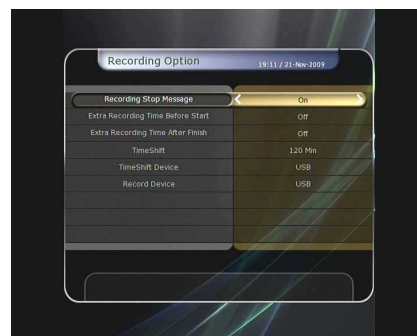 Recording Option
19:11 / 21-Nov-2009
Recording Stop Message On
Extra Recording Time Before Start Off
Extra Recording Time After Finish Off
TimeShift 120 Min
TimeShift Device USB
Record Device USB